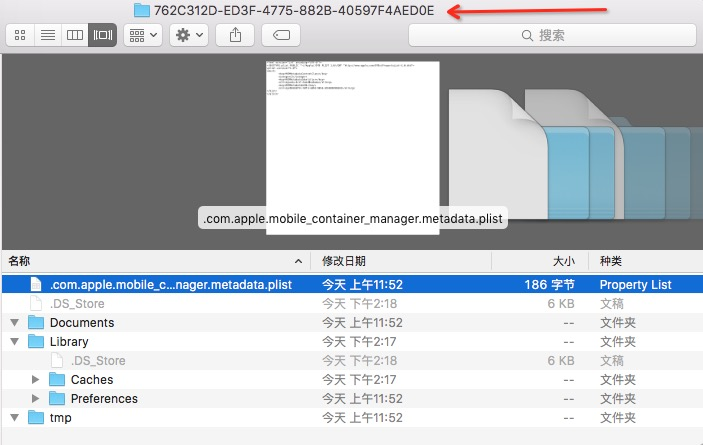 762C312D-ED3F-4775-882B-40597F4AED0E
搜索
.com.apple.mobile_container_manager.metadata.plist
名称 修改日期 大小 种类
.com.apple.mobile_c...nager.metadata.plist 今天 上午11:52 186 字节 Property List
.DS_Store 今天 下午2:18 6 KB 文稿
Documents 今天 上午11:52 -- 文件夹
Library 今天 上午11:52 -- 文件夹
.DS_Store 今天 下午2:18 6 KB 文稿
Caches 今天 下午2:17 -- 文件夹
Preferences 今天 上午11:52 -- 文件夹
tmp 今天 上午11:52 -- 文件夹